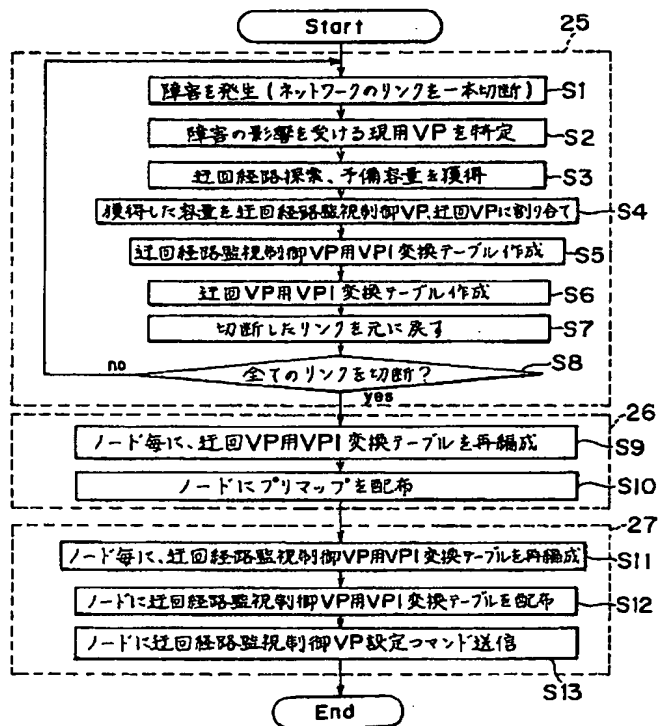 Start
25
障害を発生(ネットワークのリンクを一本切断) S1
障害の影響を受ける現用VPを特定 S2
迂回経路探索、予備容量を獲得 S3
獲得した容量を迂回経路監視制御VP,迂回VPに割り当て S4
迂回経路監視制御VP用VPI変換テーブル作成 S5
迂回VP用VPI変換テーブル作成 S6
切断したリンクを元に戻す S7
no 全てのリンクを切断? S8
yes
26
ノード毎に、迂回VP用VPI変換テーブルを再編成 S9
ノードにプリマップを配布 S10
27
ノード毎に、迂回経路監視制御VP用VPI変換テーブルを再編成 S11
ノードに迂回経路監視制御VP用VPI変換テーブルを配布 S12
ノードに迂回経路監視制御VP設定コマンド送信
S13
End